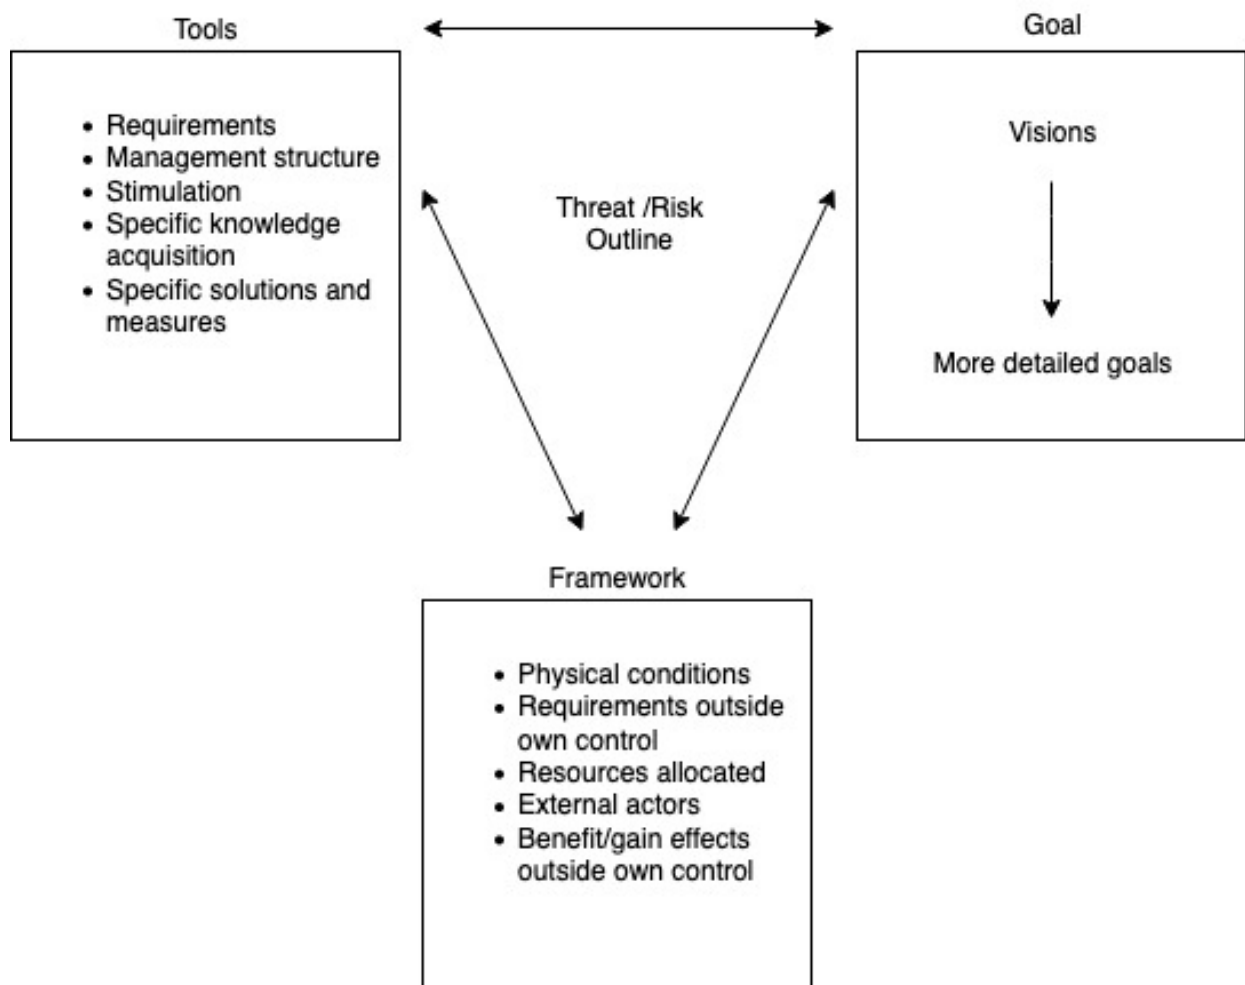 Tools
Goal
• Requirements
• Management structure
• Stimulation
• Specific knowledge
acquisition
• Specific solutions and
measures
Threat /Risk
Outline
Visions
More detailed goals
Framework
• Physical conditions
• Requirements outside
own control
• Resources allocated
• External actors
• Benefit/gain effects
outside own control